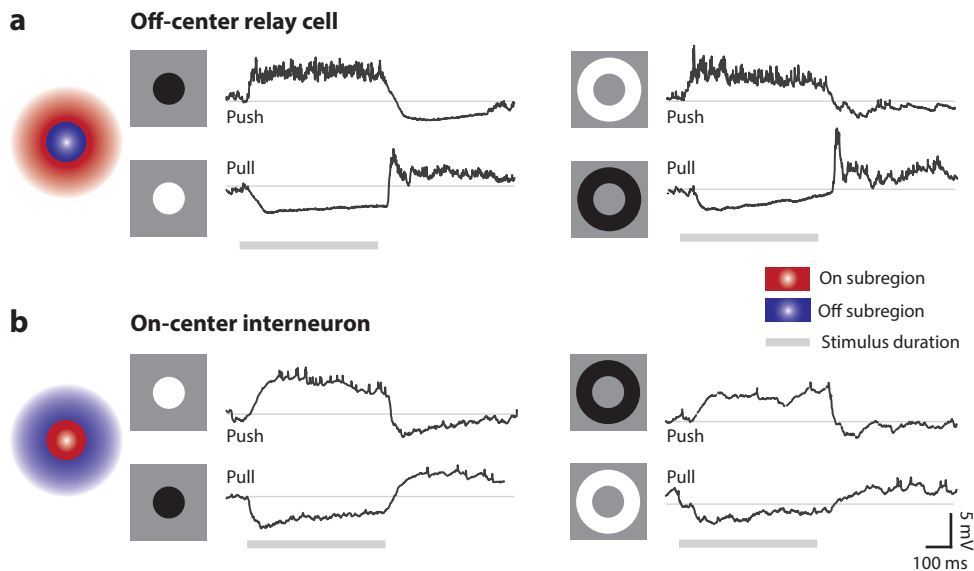 a
Off-center relay cell
Push
Push
Pull
Pull
On subregion
Off subregion
Stimulus duration
b
On-center interneuron
Push
Push
Pull
Pull
5 mV
100 ms